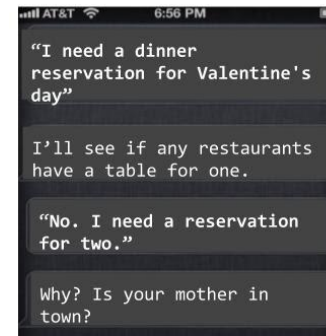 AT&T 6:56 PM
“I need a dinner
reservation for Valentine's
day”
I’ll see if any restaurants
have a table for one.
“No. I need a reservation
for two.”
Why? Is your mother in
town?